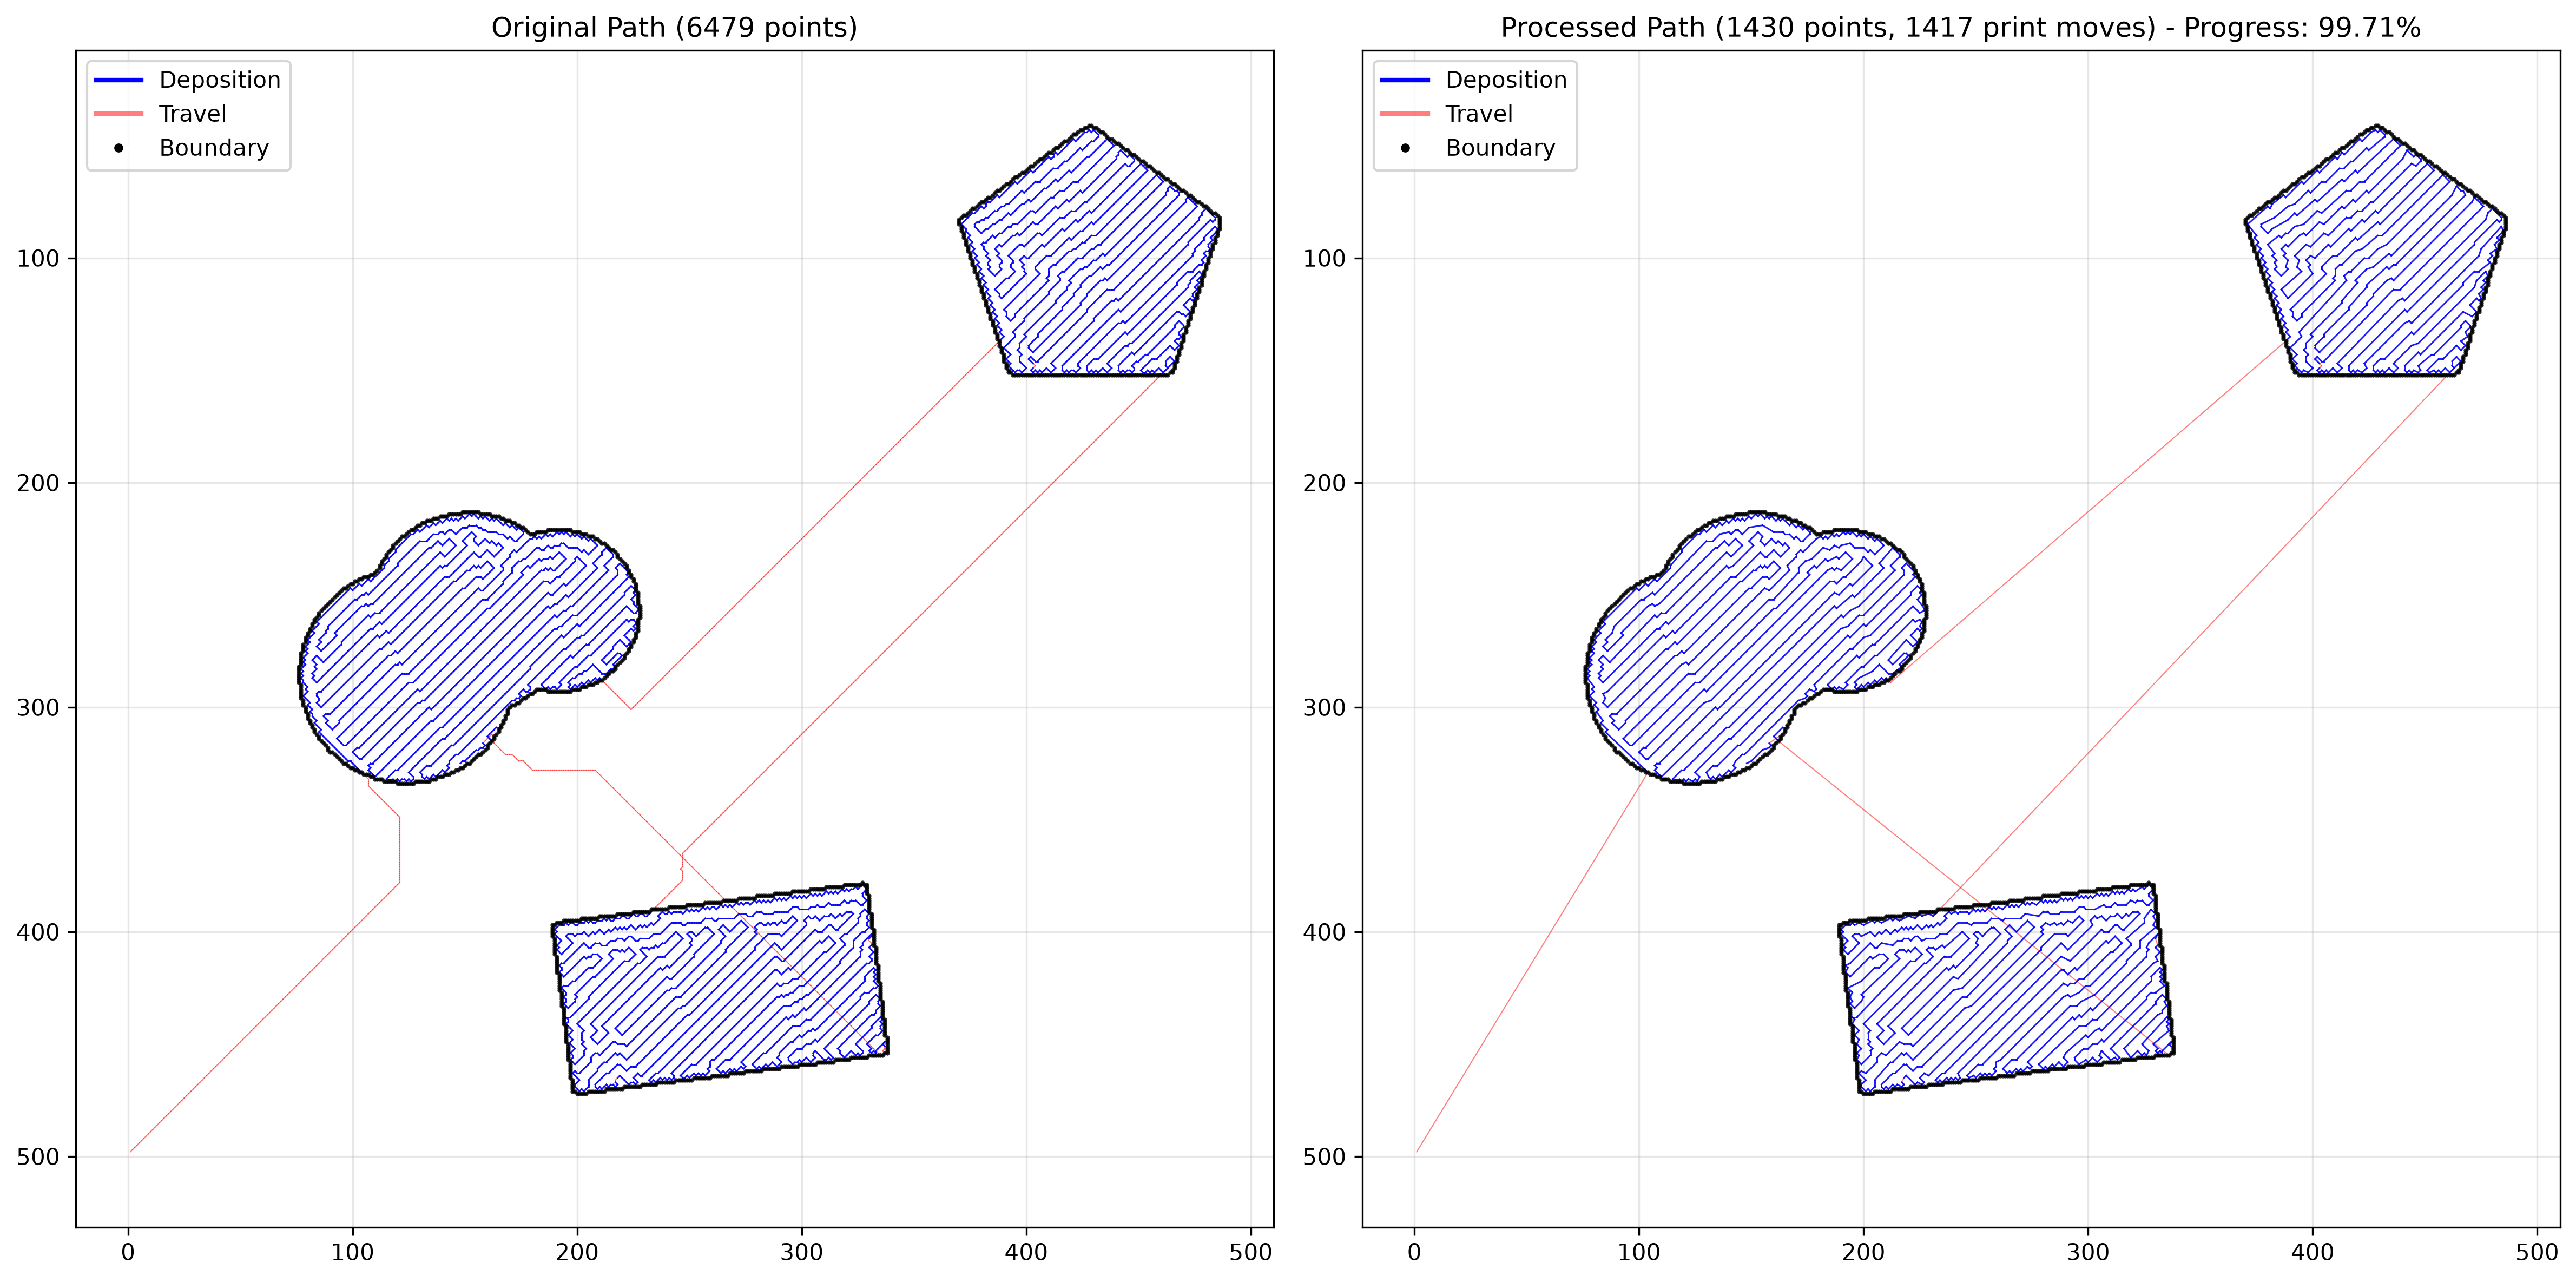 Original Path (6479 points)
Deposition
Travel
Boundary
100
200
300
400
500
0 100 200 300 400 500
Processed Path (1430 points, 1417 print moves) - Progress: 99.71%
Deposition
Travel
Boundary
100
200
300
400
500
0 100 200 300 400 500